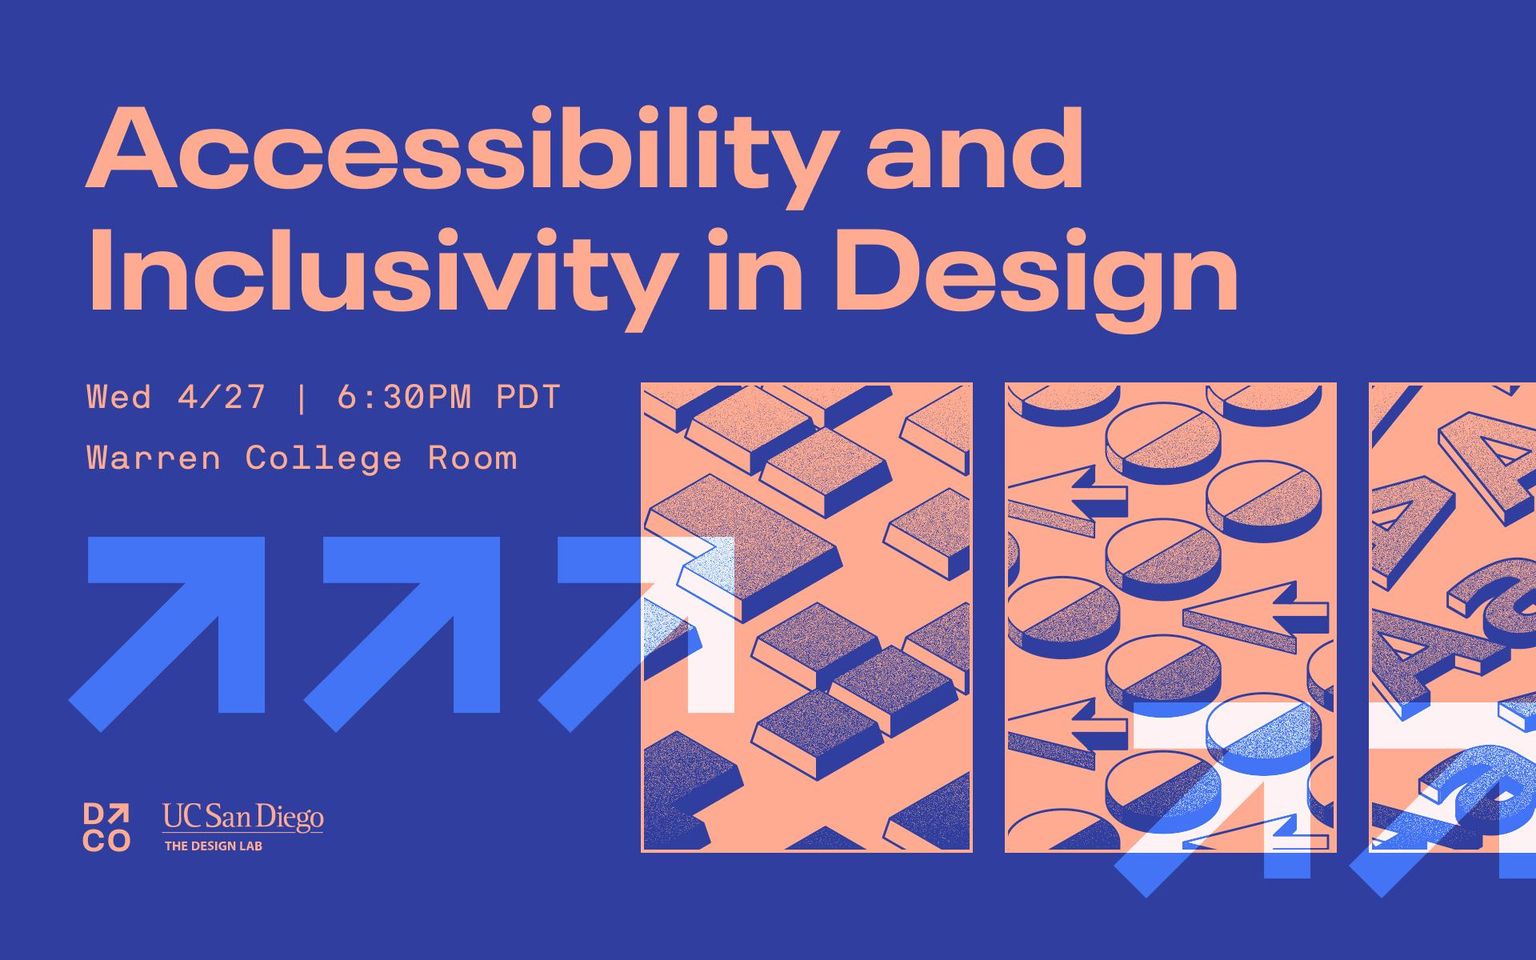 Accessibility and
Inclusivity in Design
Wed 4/27 | 6:30PM PDT
Warren College Room
D↗
CO
UC San Diego
THE DESIGN LAB
A
A
A
A
a
a